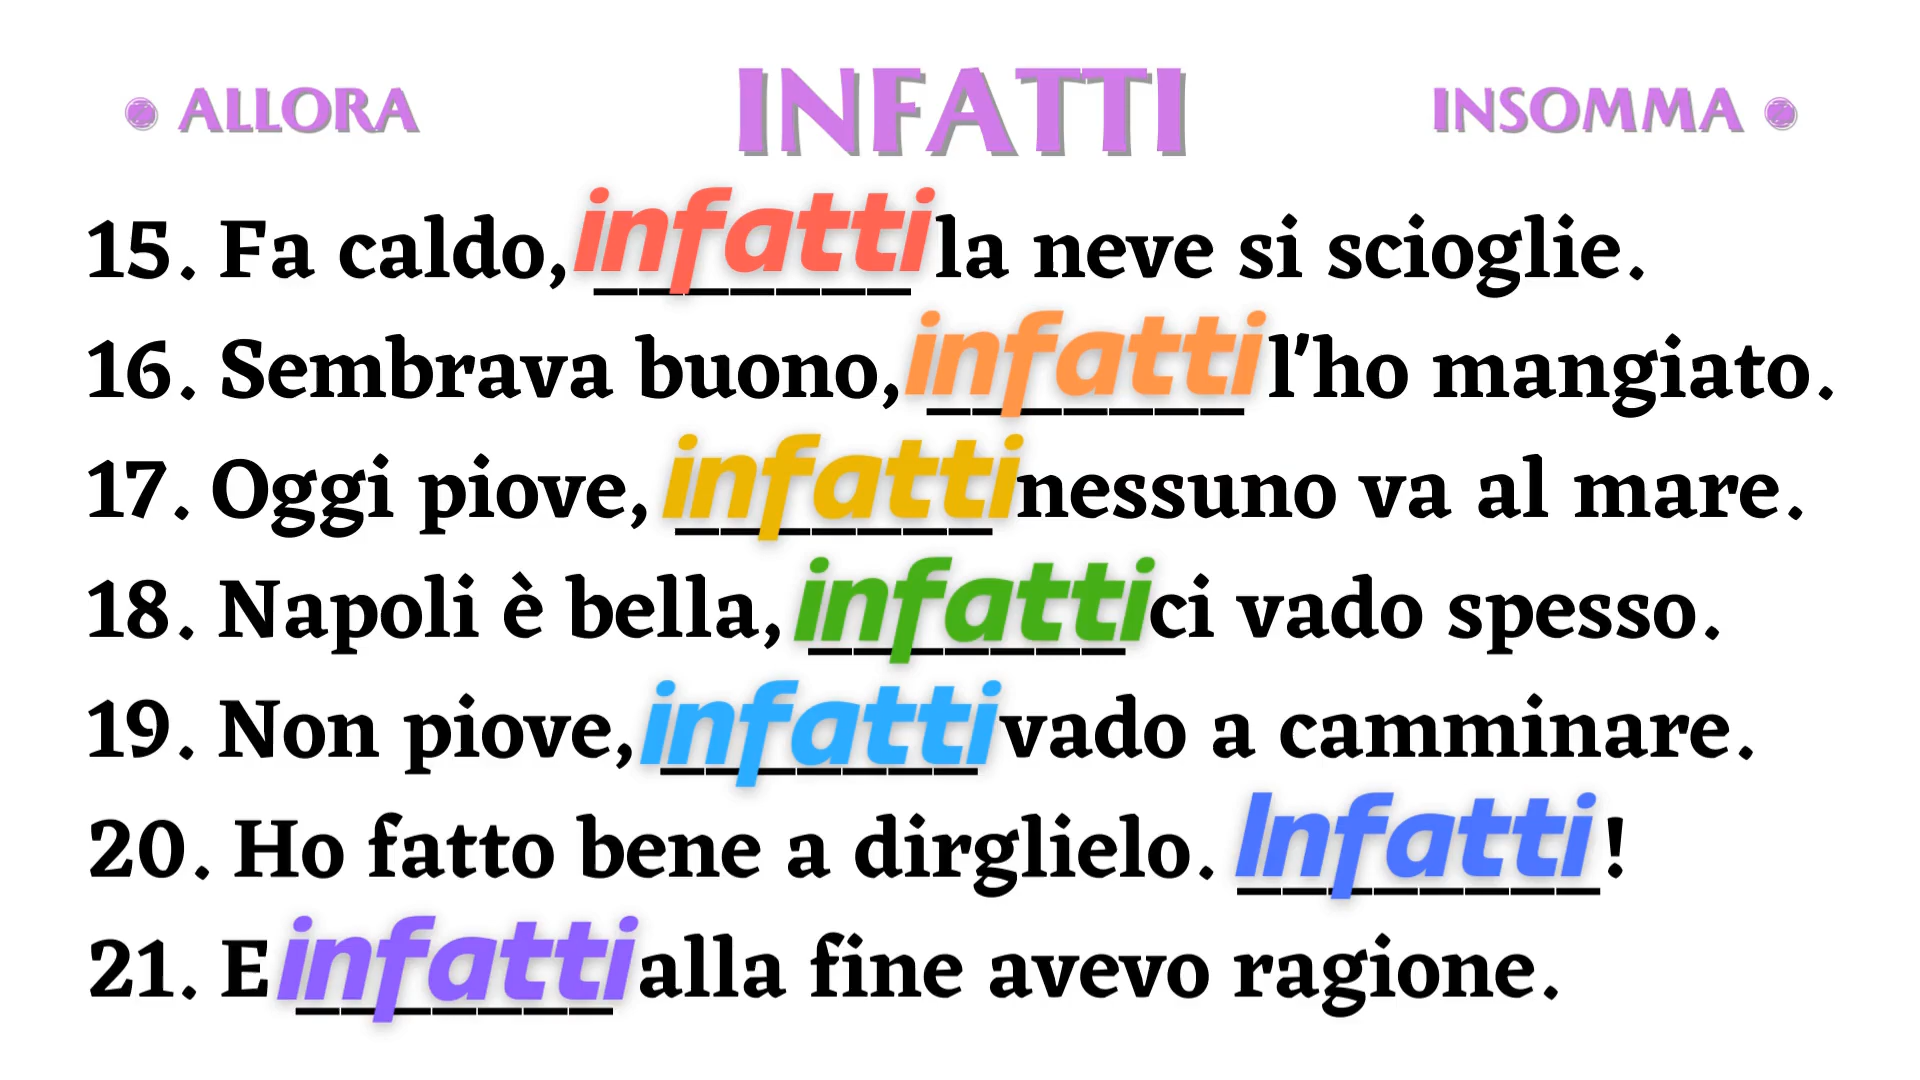 ALLORA INFATTI INSOMMA
15. Fa caldo, infatti la neve si scioglie.
16. Sembrava buono, infatti l'ho mangiato.
17. Oggi piove, infatti nessuno va al mare.
18. Napoli è bella, infatti ci vado spesso.
19. Non piove, infatti vado a camminare.
20. Ho fatto bene a dirglielo. Infatti!
21. E infatti alla fine avevo ragione.